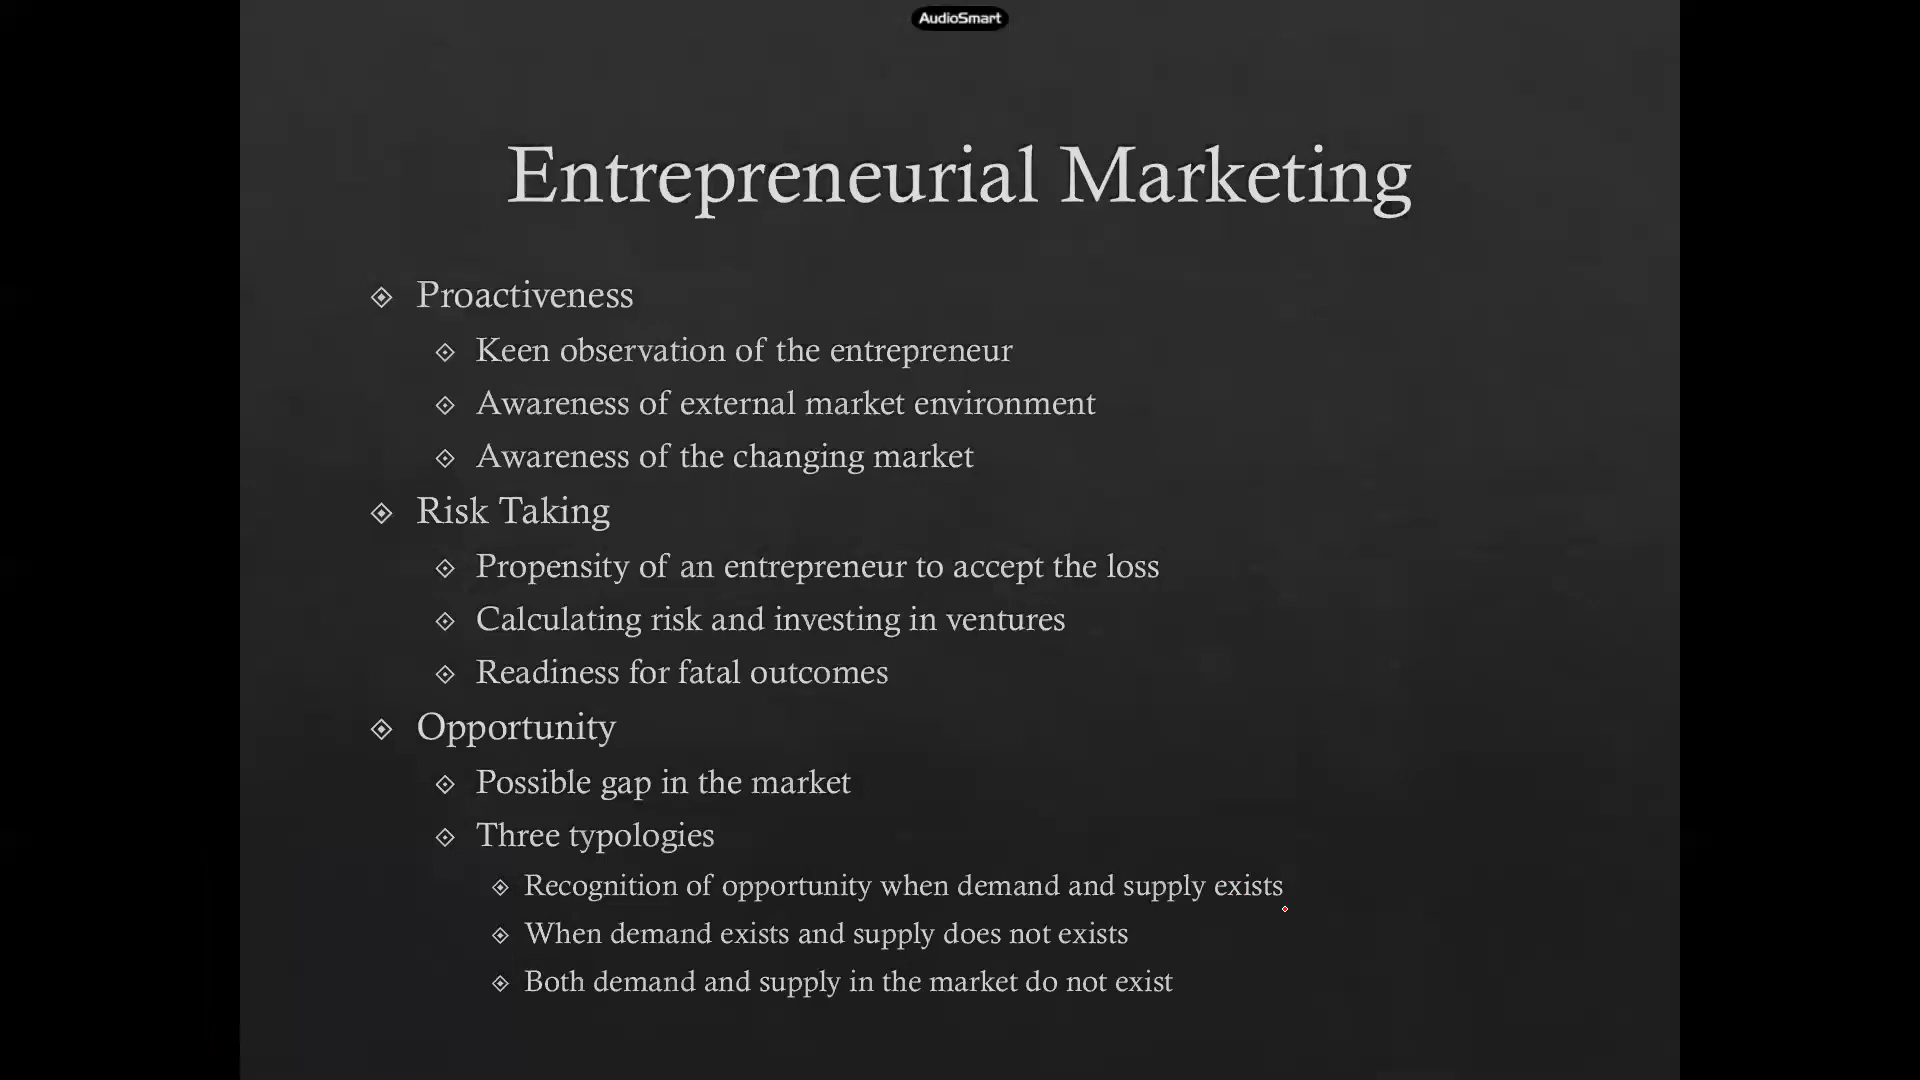 AudioSmart
Entrepreneurial Marketing
Proactiveness
Keen observation of the entrepreneur
Awareness of external market environment
Awareness of the changing market
Risk Taking
Propensity of an entrepreneur to accept the loss
Calculating risk and investing in ventures
Readiness for fatal outcomes
Opportunity
Possible gap in the market
Three typologies
Recognition of opportunity when demand and supply exists
When demand exists and supply does not exists
Both demand and supply in the market do not exist